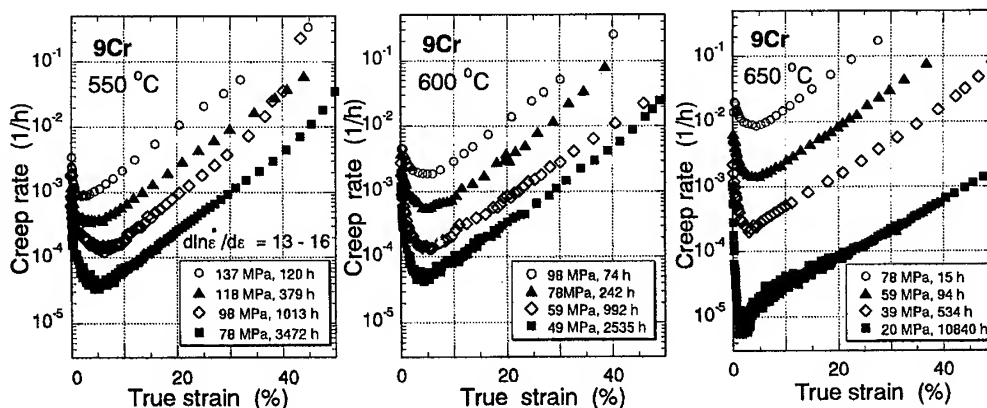 9Cr
550 °C
Creep rate (1/h)
10⁻¹
10⁻²
10⁻³
10⁻⁴
10⁻⁵
dlnε̇/dε = 13 - 16
○ 137 MPa, 120 h
▲ 118 MPa, 379 h
◇ 98 MPa, 1013 h
■ 78 MPa, 3472 h
0 20 40
True strain (%)
9Cr
600 °C
Creep rate (1/h)
10⁻¹
10⁻²
10⁻³
10⁻⁴
10⁻⁵
○ 98 MPa, 74 h
▲ 78MPa, 242 h
◇ 59 MPa, 992 h
■ 49 MPa, 2535 h
0 20 40
True strain (%)
9Cr
650 °C
Creep rate (1/h)
10⁻¹
10⁻²
10⁻³
10⁻⁴
10⁻⁵
○ 78 MPa, 15 h
▲ 59 MPa, 94 h
◇ 39 MPa, 534 h
■ 20 MPa, 10840 h
0 20 40
True strain (%)